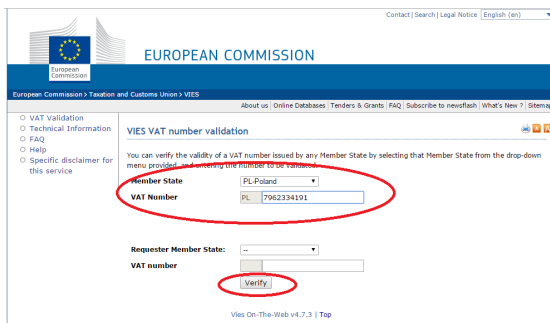 Contact | Search | Legal Notice English (en)
EUROPEAN COMMISSION
European
Commission
European Commission > Taxation and Customs Union > VIES
About us | Online Databases | Tenders & Grants | FAQ | Subscribe to newsflash | What's New ? | Sitemap
VAT Validation
Technical Information
FAQ
Help
Specific disclaimer for
this service
VIES VAT number validation
You can verify the validity of a VAT number issued by any Member State by selecting that Member State from the drop-down
menu provided, and entering the number to be validated.
Member State PL-Poland
VAT Number PL 7962334191
Requester Member State: --
VAT number
Verify
Vies On-The-Web v4.7.3 | Top